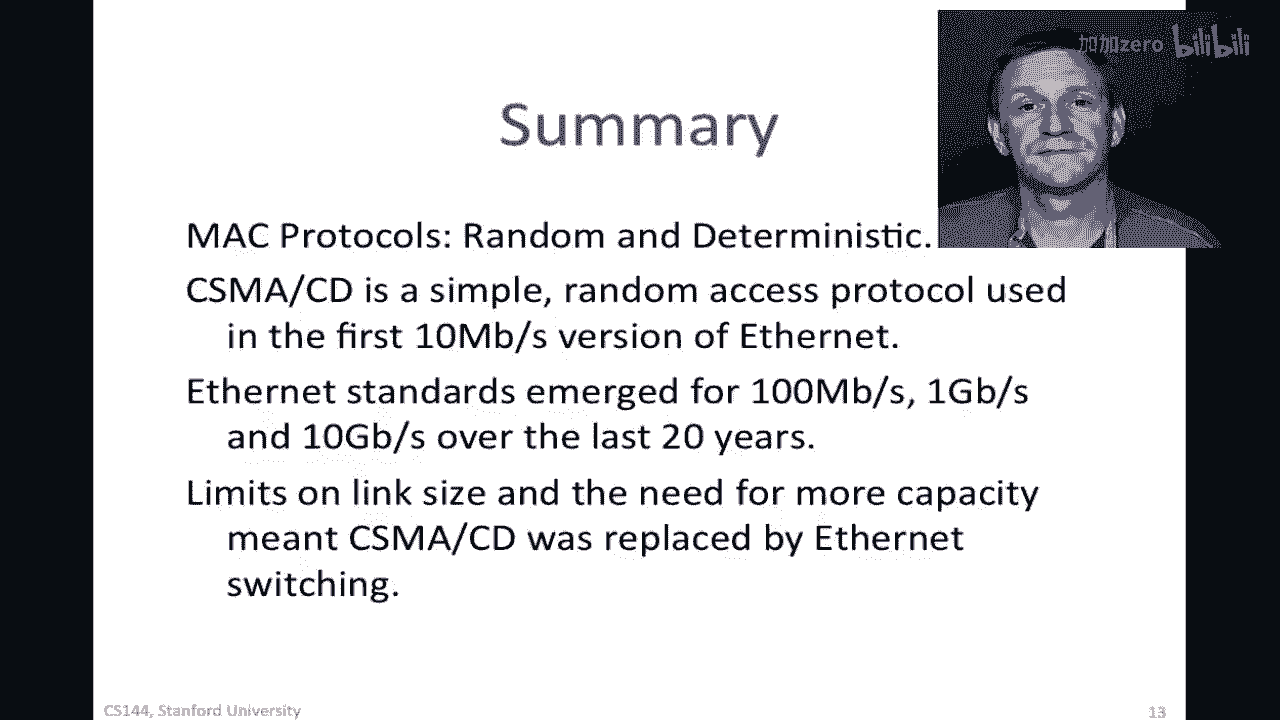 加加zero bilibili
Summary
MAC Protocols: Random and Deterministic.
CSMA/CD is a simple, random access protocol used
in the first 10Mb/s version of Ethernet.
Ethernet standards emerged for 100Mb/s, 1Gb/s
and 10Gb/s over the last 20 years.
Limits on link size and the need for more capacity
meant CSMA/CD was replaced by Ethernet
switching.
CS144, Stanford University
13